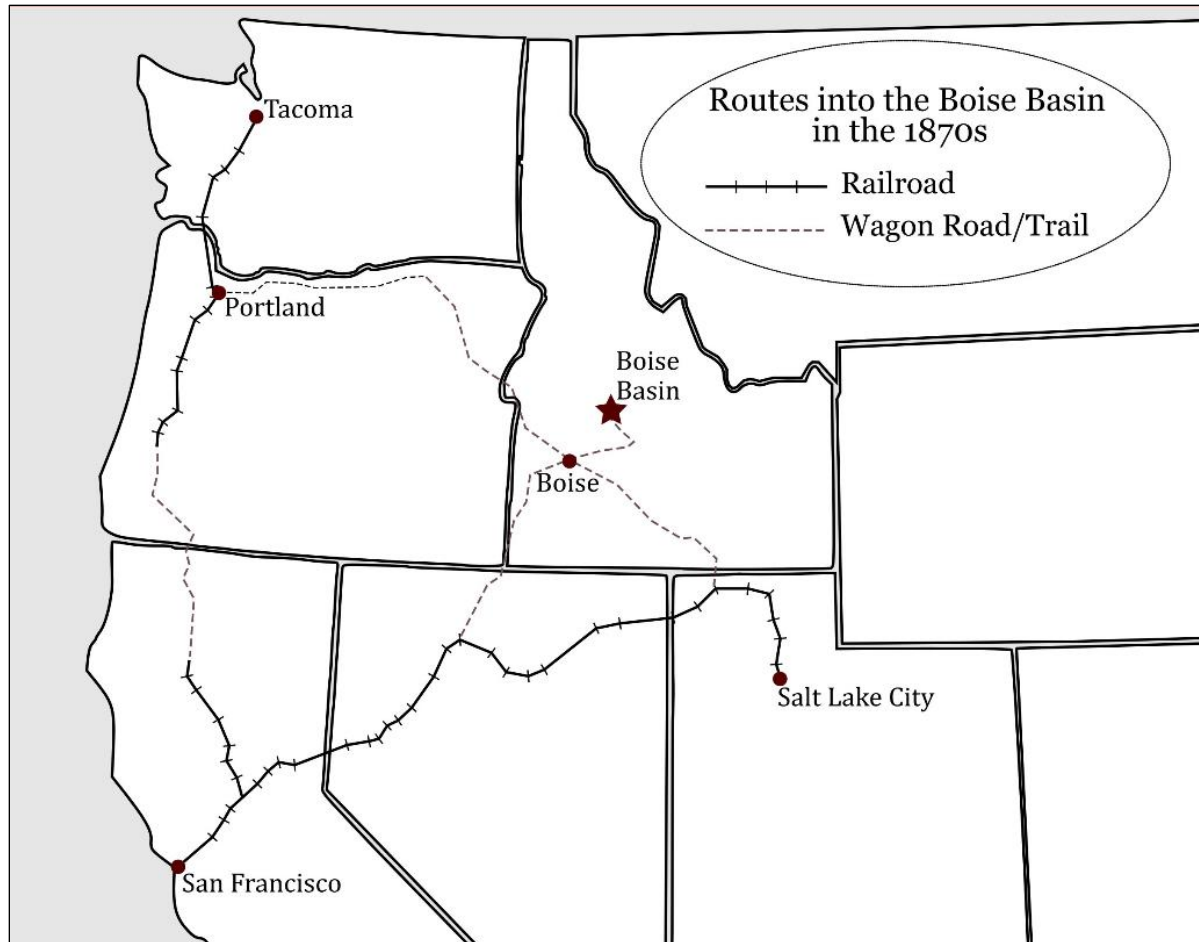 Routes into the Boise Basin
in the 1870s
Railroad
Wagon Road/Trail
Tacoma
Portland
Boise
Basin
Boise
Salt Lake City
San Francisco